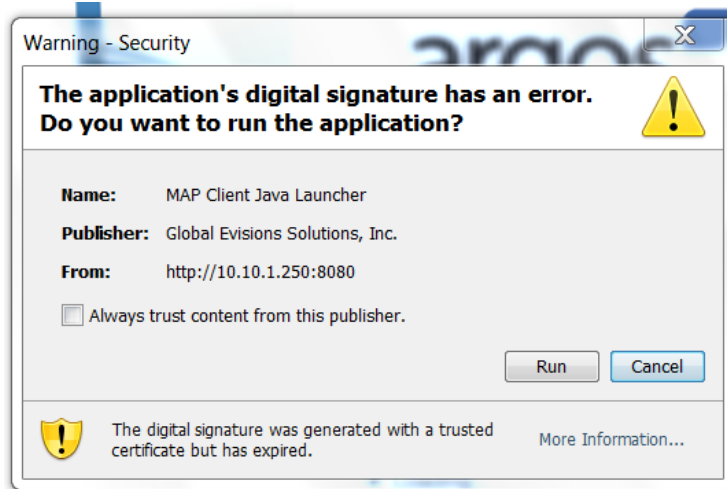 argos
Warning - Security
The application's digital signature has an error.
Do you want to run the application?
Name: MAP Client Java Launcher
Publisher: Global Evisions Solutions, Inc.
From: http://10.10.1.250:8080
Always trust content from this publisher.
Run Cancel
The digital signature was generated with a trusted
certificate but has expired.
More Information...